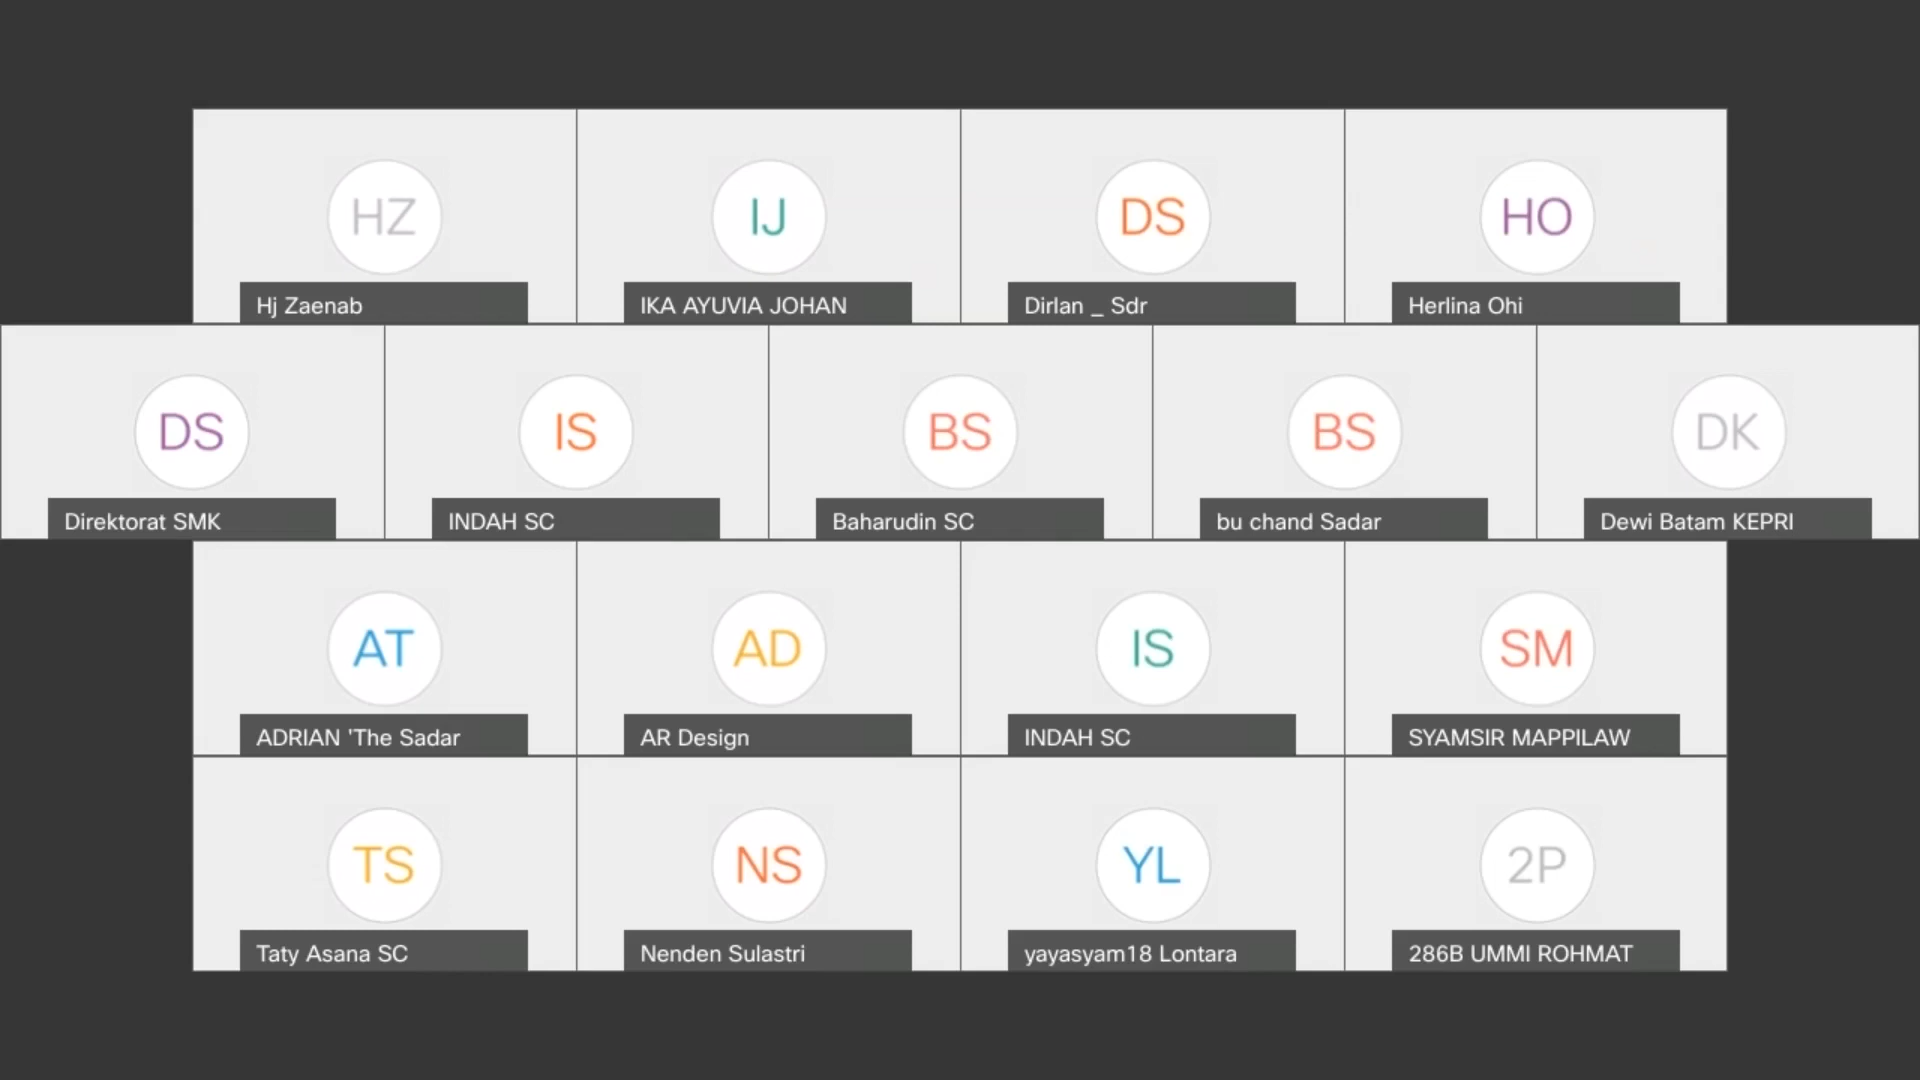 HZ
IJ
DS
HO
Hj Zaenab
IKA AYUVIA JOHAN
Dirlan _ Sdr
Herlina Ohi
DS
IS
BS
BS
DK
Direktorat SMK
INDAH SC
Baharudin SC
bu chand Sadar
Dewi Batam KEPRI
AT
AD
IS
SM
ADRIAN 'The Sadar
AR Design
INDAH SC
SYAMSIR MAPPILAW
TS
NS
YL
2P
Taty Asana SC
Nenden Sulastri
yayasyam18 Lontara
286B UMMI ROHMAT